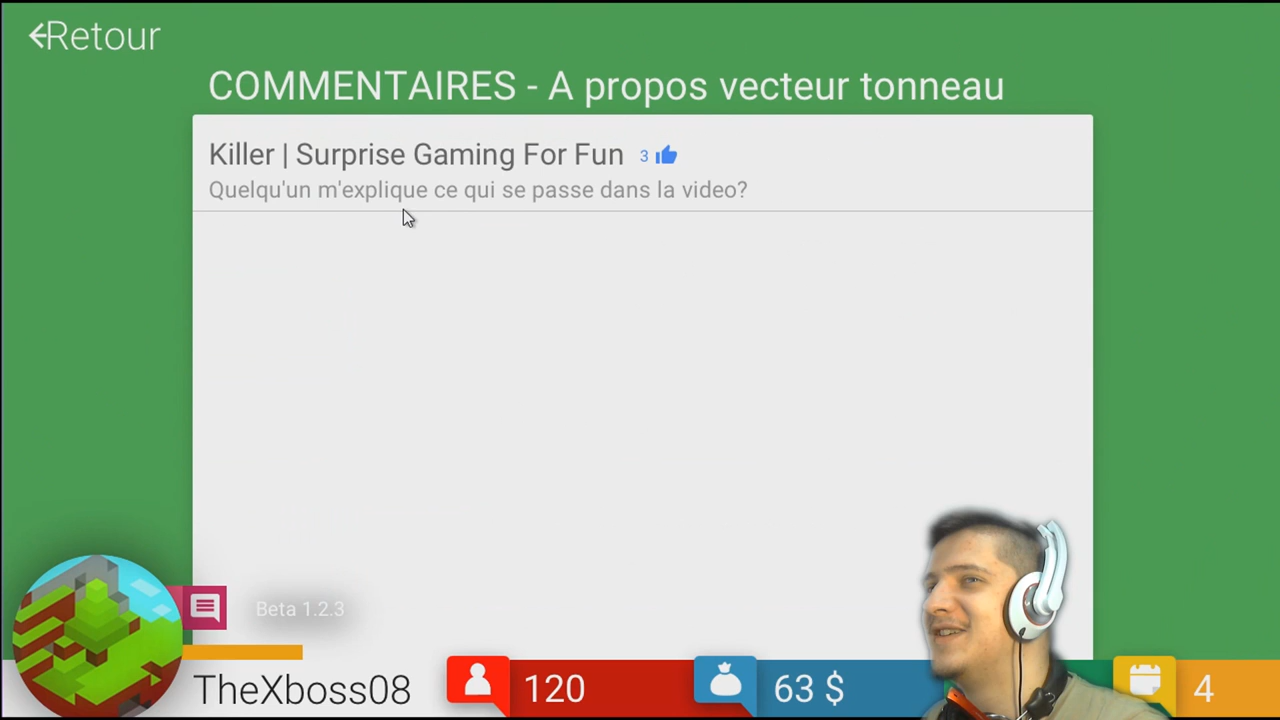 Retour
COMMENTAIRES - A propos vecteur tonneau
Killer | Surprise Gaming For Fun 3
Quelqu'un m'explique ce qui se passe dans la video?
Beta 1.2.3
TheXboss08
120
63 $
4